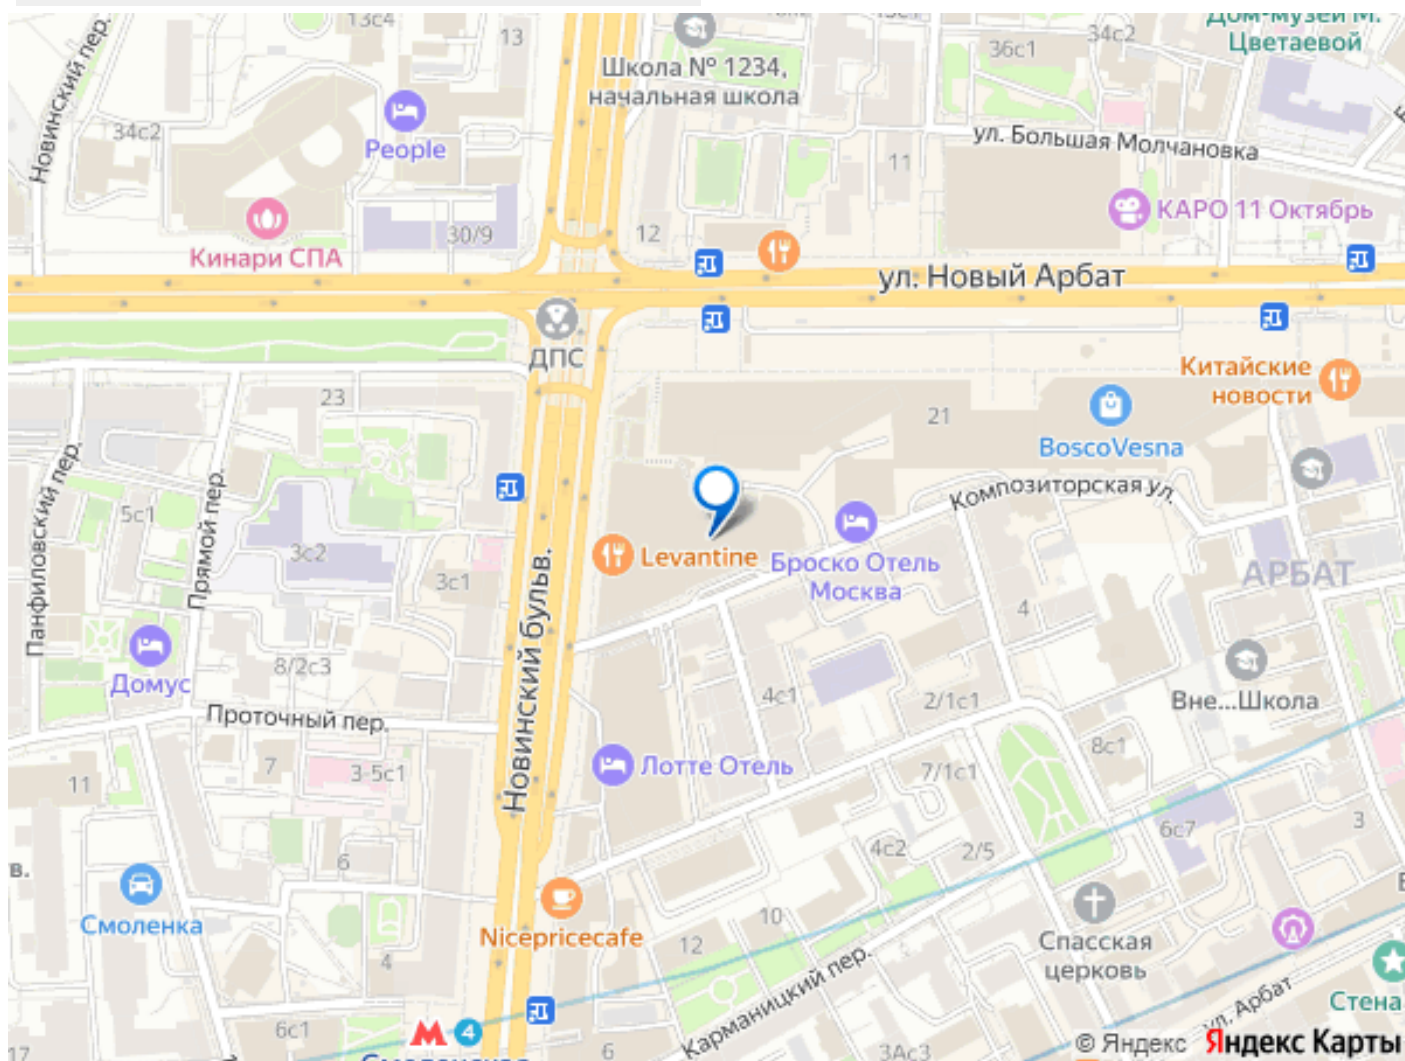 13с4
Новинский пер.
13
Школа № 1234,
начальная школа
36с1
34с2
Дом-музей М.
Цветаевой
34с2
People
ул. Большая Молчановка
11
КАРО 11 Октябрь
30/9
12
Кинари СПА
ул. Новый Арбат
ДПС
Китайские
новости
23
21
BoscoVesna
Панфиловский пер.
Прямой пер.
5с1
Композиторская ул.
3с2
3с1
Новинский бульв.
Levantine
Броско Отель
Москва
АРБАТ
4
8/2с3
Домус
4с1
2/1с1
Вне...Школа
Проточный пер.
8с1
11
7
3-5с1
Лотте Отель
7/1с1
6с7
3
в.
6
4с2
2/5
Смоленка
Nicepricecafe
10
12
Спасская
церковь
4
Карманицкий пер.
ул. Арбат
Стена
6с1
4
17
6
3Ас3
© Яндекс
Яндекс Карты